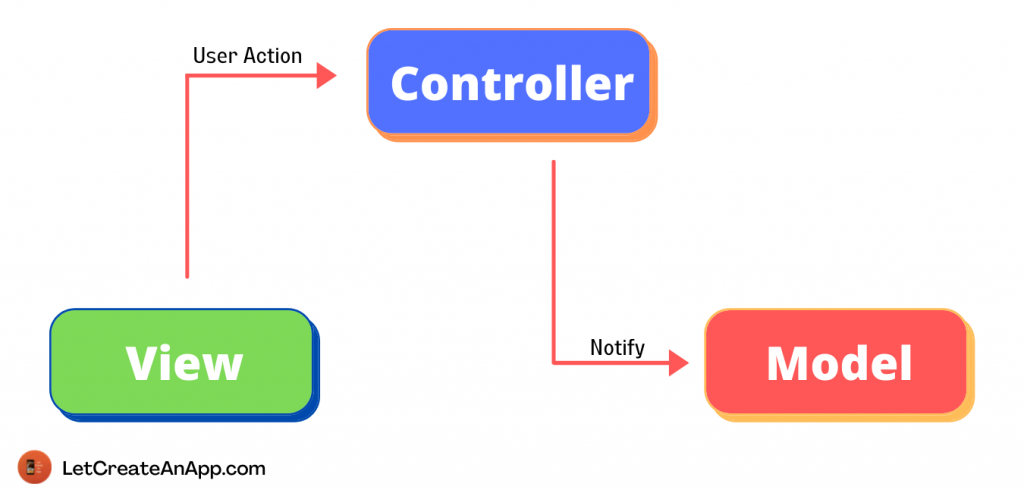 User Action
Controller
Notify
View
Model
LetCreateAnApp.com